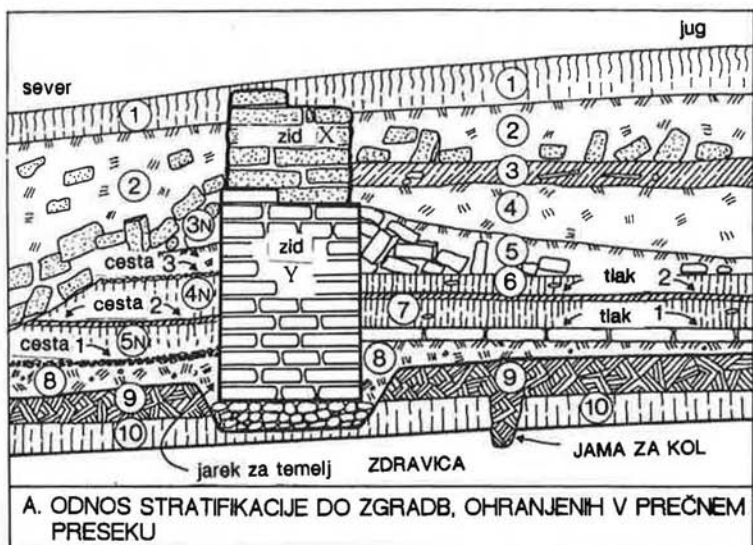 jug
sever
1
1
2
zid X
3
2
4
3N
5
cesta 3
zid
Y
6
tlak 2
4N
cesta 2
7
tlak 1
cesta 1
5N
8
8
9
9
10
10
jarek za temelj
ZDRAVICA
JAMA ZA KOL
A. ODNOS STRATIFIKACIJE DO ZGRADB, OHRANJENIH V PREČNEM
PRESEKU